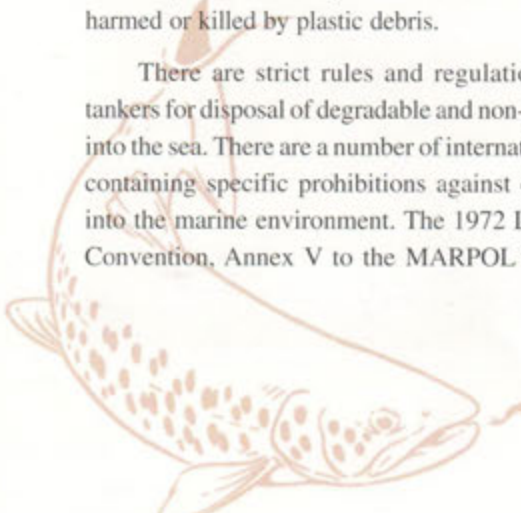 harmed or killed by plastic debris.
There are strict rules and regulatio
tankers for disposal of degradable and non-
into the sea. There are a number of internat
containing specific prohibitions against
into the marine environment. The 1972 L
Convention, Annex V to the MARPOL